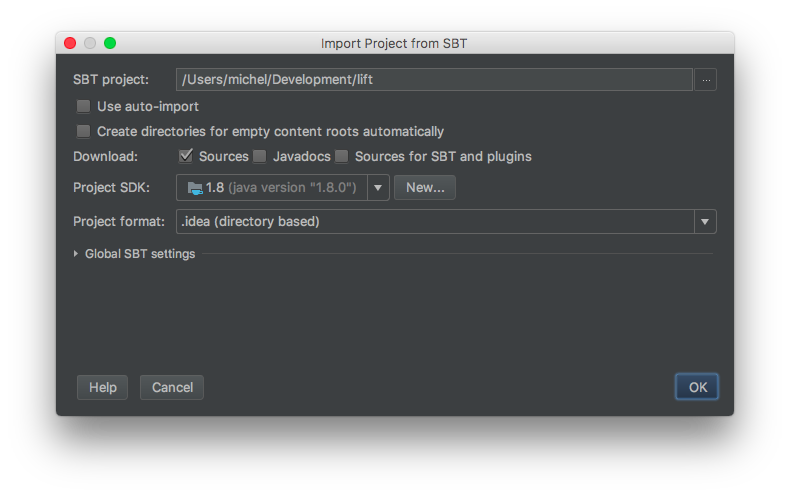 Import Project from SBT
SBT project: /Users/michel/Development/lift ...
Use auto-import
Create directories for empty content roots automatically
Download: Sources Javadocs Sources for SBT and plugins
Project SDK: 1.8 (java version "1.8.0") New...
Project format: .idea (directory based)
Global SBT settings
Help Cancel OK